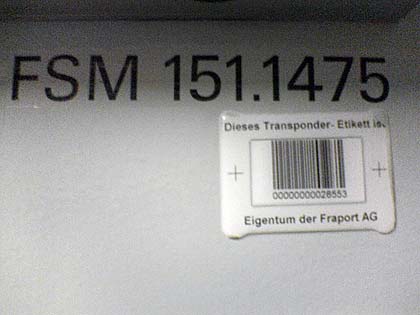 FSM 151.1475
Dieses Transponder- Etikett is
00000000028553
Eigentum der Fraport AG